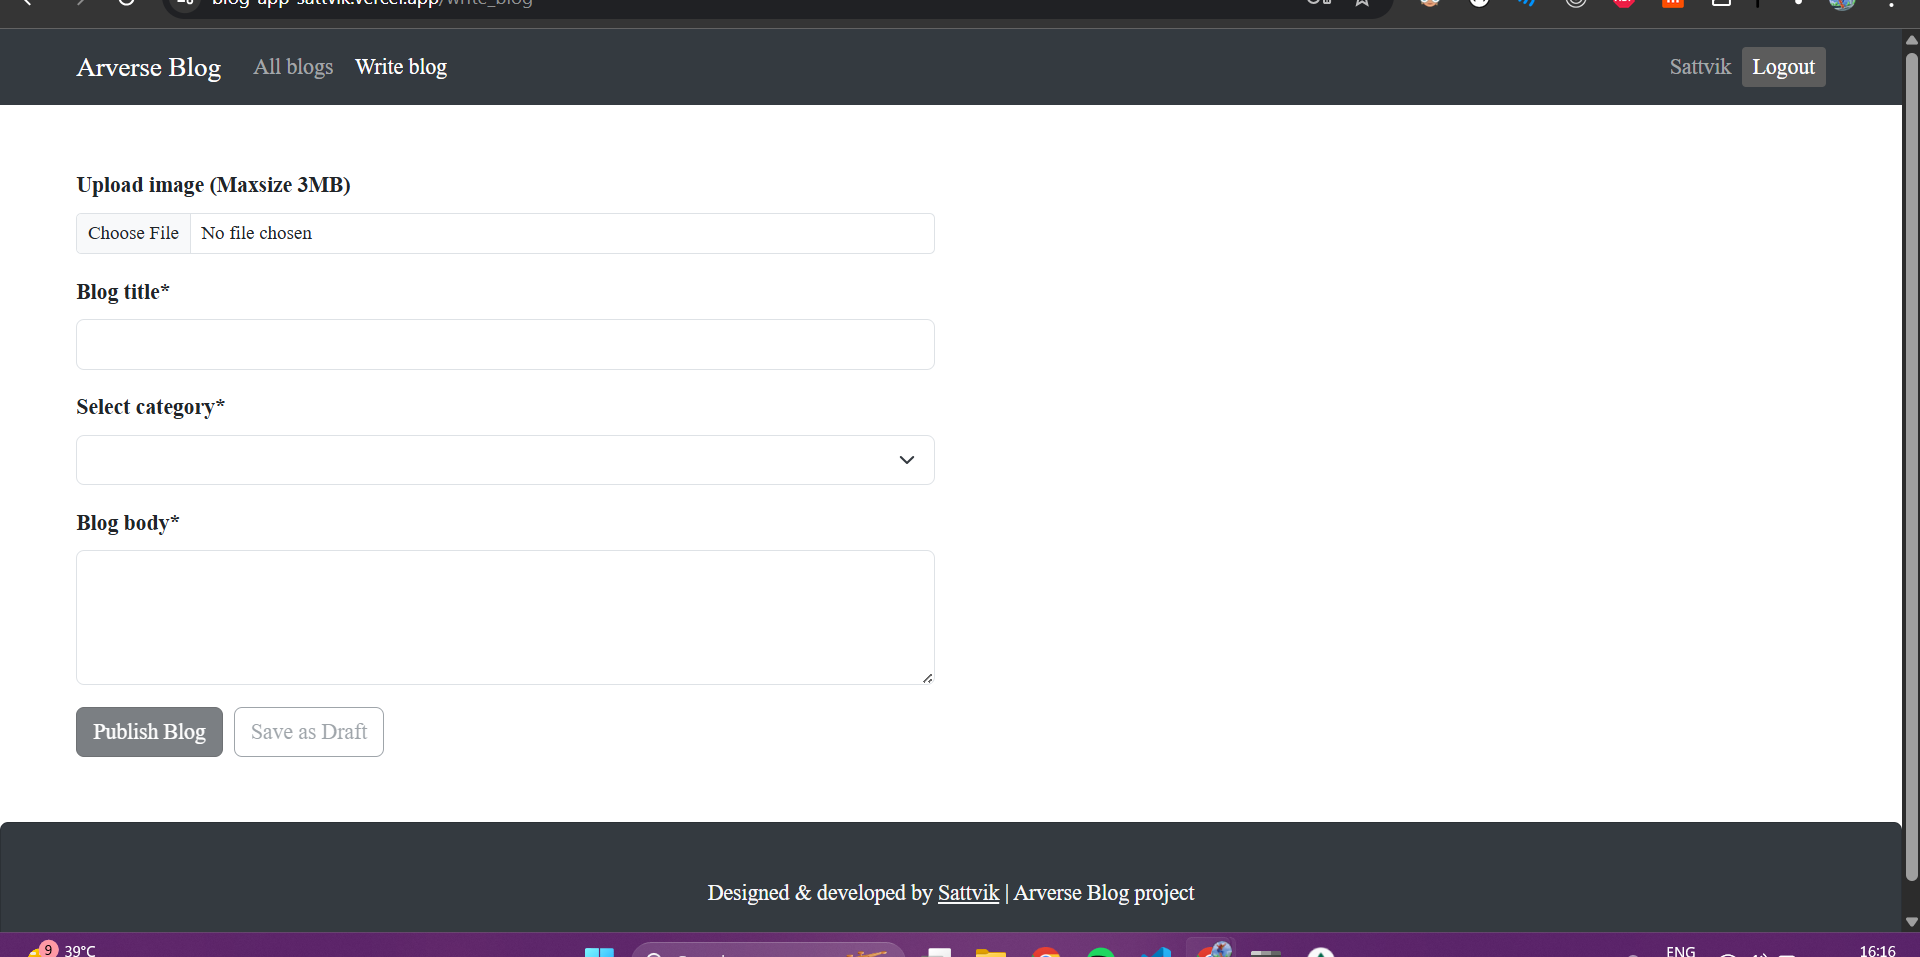 blog-app-sattvik.vercel.app/write_blog
Arverse Blog All blogs Write blog Sattvik Logout
Upload image (Maxsize 3MB)
Choose File No file chosen
Blog title*
Select category*
Blog body*
Publish Blog Save as Draft
Designed & developed by Sattvik | Arverse Blog project
9 39°C
ENG 16:16